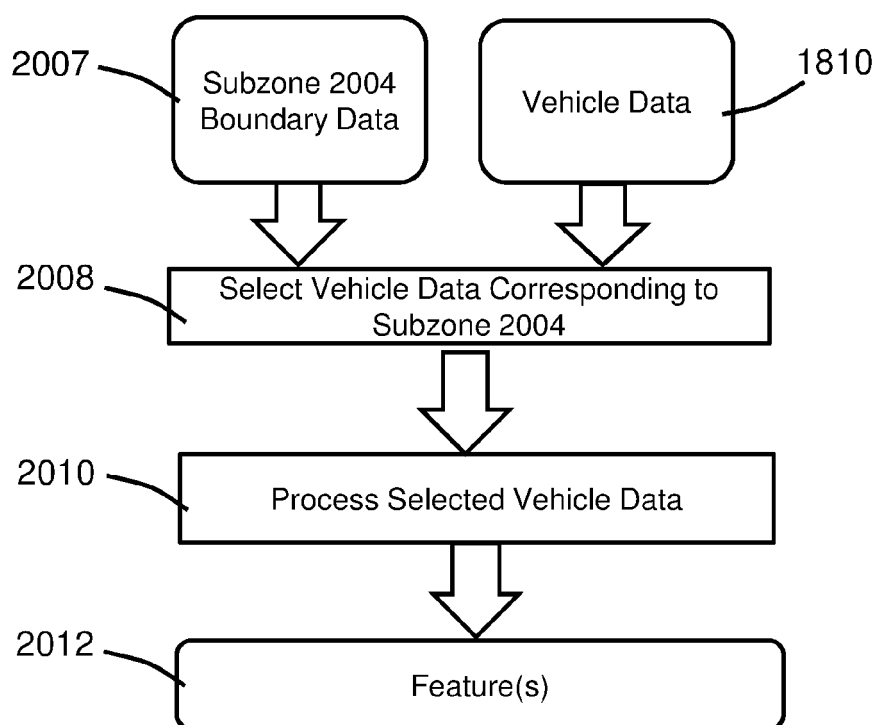 2007
Subzone 2004
Boundary Data
Vehicle Data
1810
2008
Select Vehicle Data Corresponding to
Subzone 2004
2010
Process Selected Vehicle Data
2012
Feature(s)